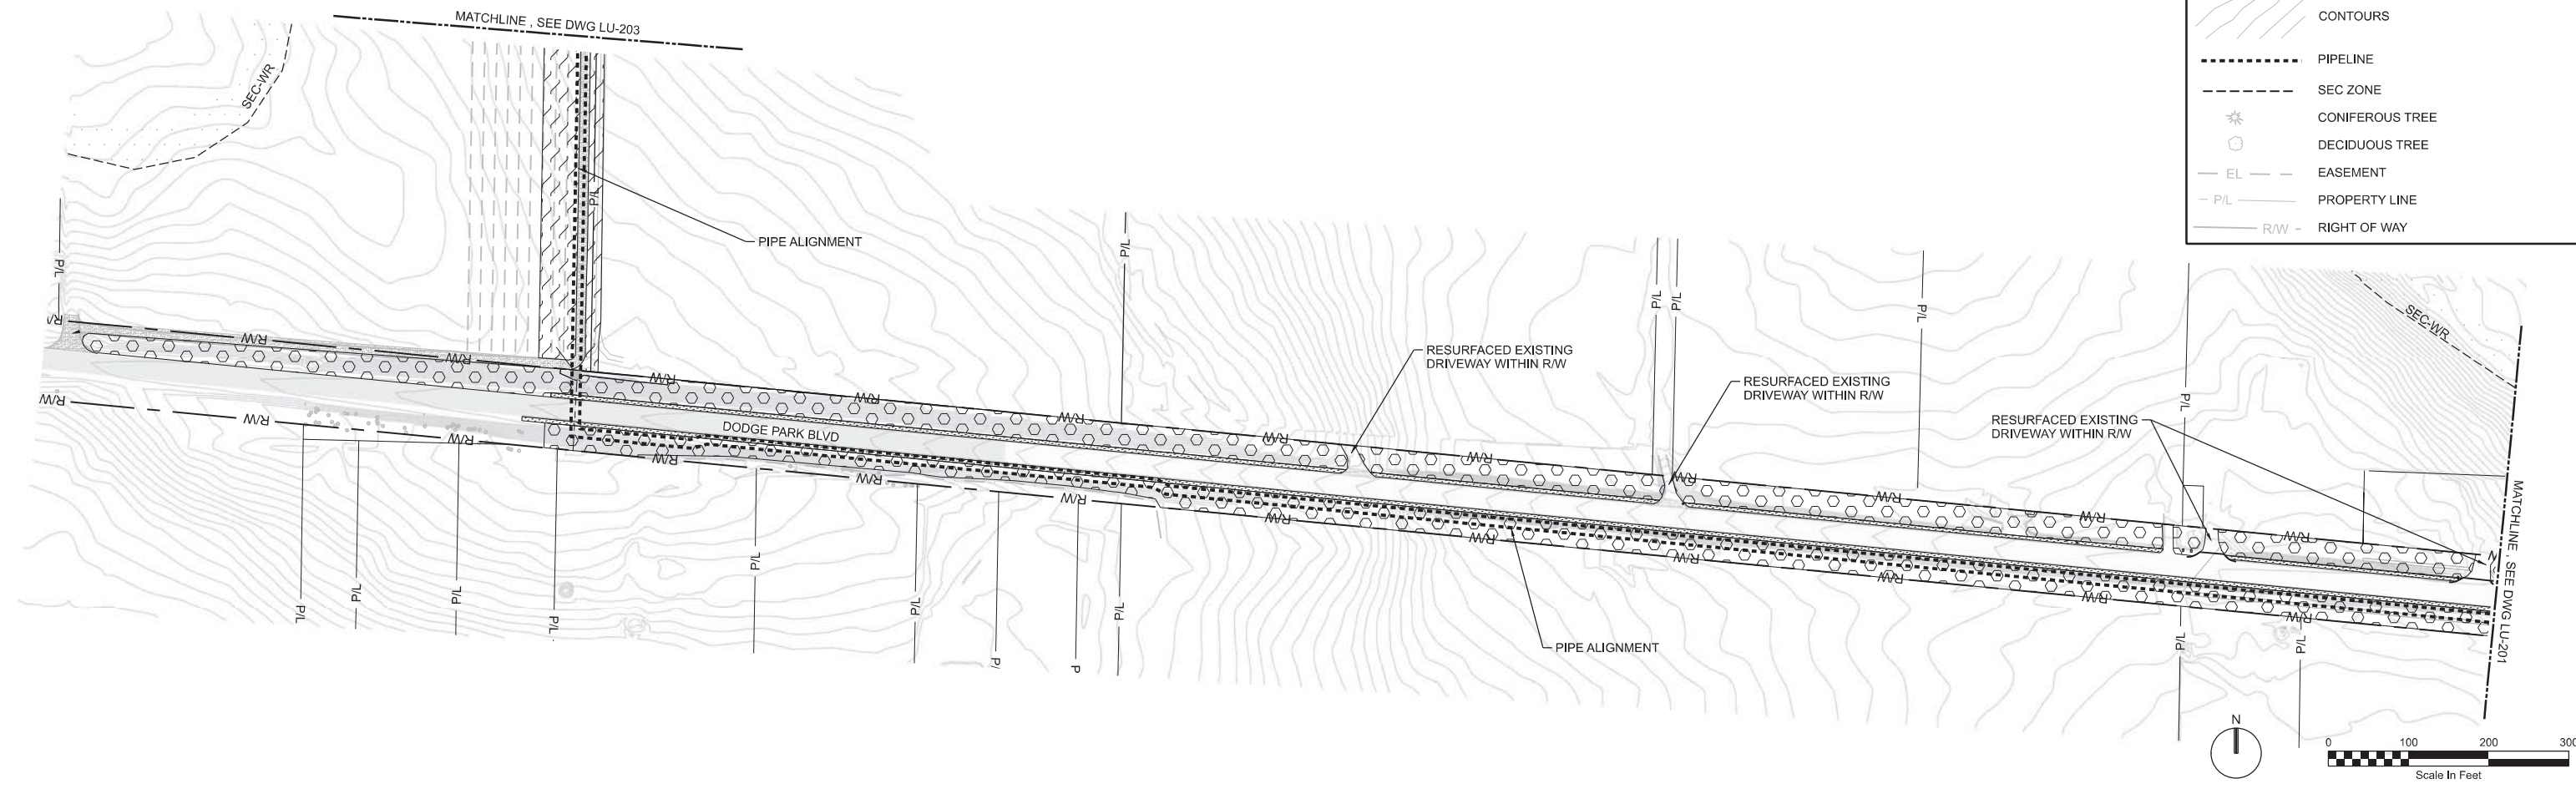 MATCHLINE , SEE DWG LU-203
SEC-WR
P/L
P/L
PIPE ALIGNMENT
P/L
P/L
P/L
P/L
P/L
SEC-WR
CONTOURS
PIPELINE
SEC ZONE
CONIFEROUS TREE
DECIDUOUS TREE
EL
EASEMENT
P/L
PROPERTY LINE
R/W
RIGHT OF WAY
RESURFACED EXISTING
DRIVEWAY WITHIN R/W
RESURFACED EXISTING
DRIVEWAY WITHIN R/W
RESURFACED EXISTING
DRIVEWAY WITHIN R/W
R/W
R/W
R/W
R/W
R/W
R/W
R/W
R/W
R/W
R/W
R/W
DODGE PARK BLVD
R/W
R/W
R/W
R/W
R/W
R/W
R/W
R/W
R/W
R/W
R/W
R/W
P/L
P/L
P/L
P/L
P/L
P/L
P/
P
P/L
P/L
P/L
PIPE ALIGNMENT
MATCHLINE , SEE DWG LU-201
N
0 100 200 300
Scale In Feet